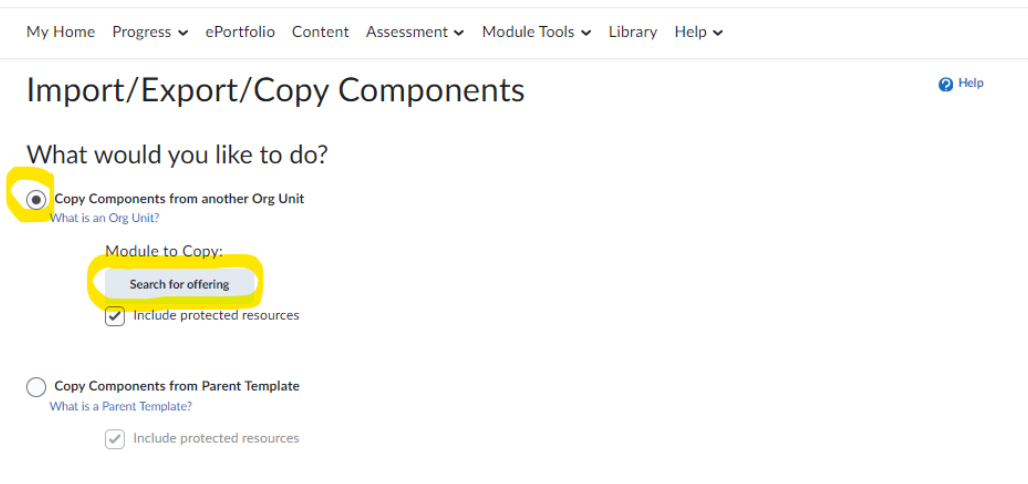 My Home Progress ePortfolio Content Assessment Module Tools Library Help
Import/Export/Copy Components
Help
What would you like to do?
Copy Components from another Org Unit
What is an Org Unit?
Module to Copy:
Search for offering
Include protected resources
Copy Components from Parent Template
What is a Parent Template?
Include protected resources